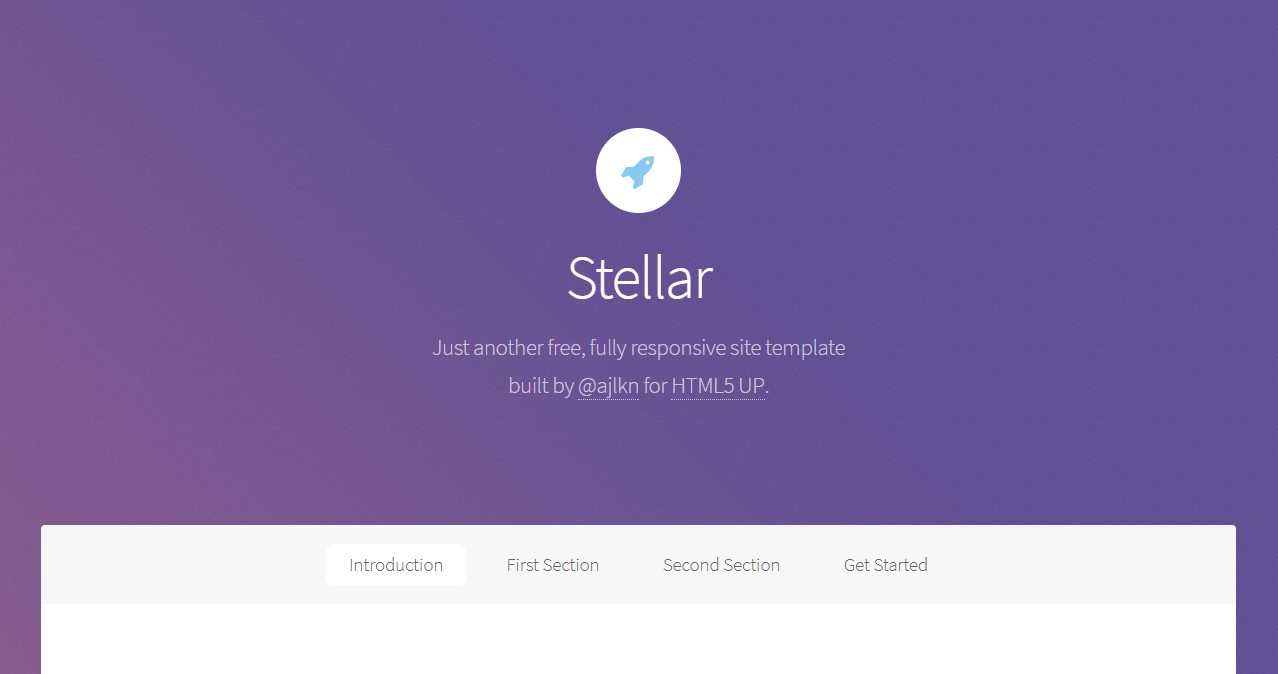 Stellar
Just another free, fully responsive site template
built by @ajlkn for HTML5 UP.
Introduction
First Section
Second Section
Get Started